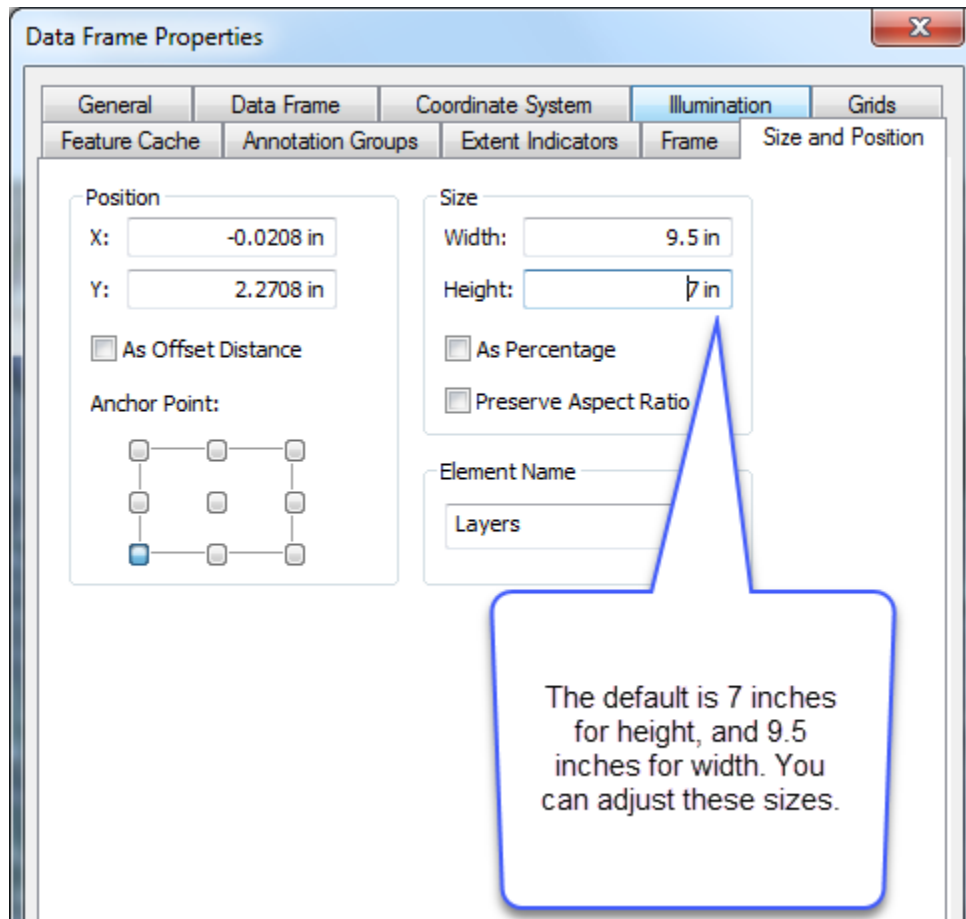 Data Frame Properties
General Data Frame Coordinate System Illumination Grids
Feature Cache Annotation Groups Extent Indicators Frame Size and Position
Position
X: -0.0208 in
Y: 2.2708 in
As Offset Distance
Anchor Point:
Size
Width: 9.5 in
Height: 7 in
As Percentage
Preserve Aspect Ratio
Element Name
Layers
The default is 7 inches
for height, and 9.5
inches for width. You
can adjust these sizes.